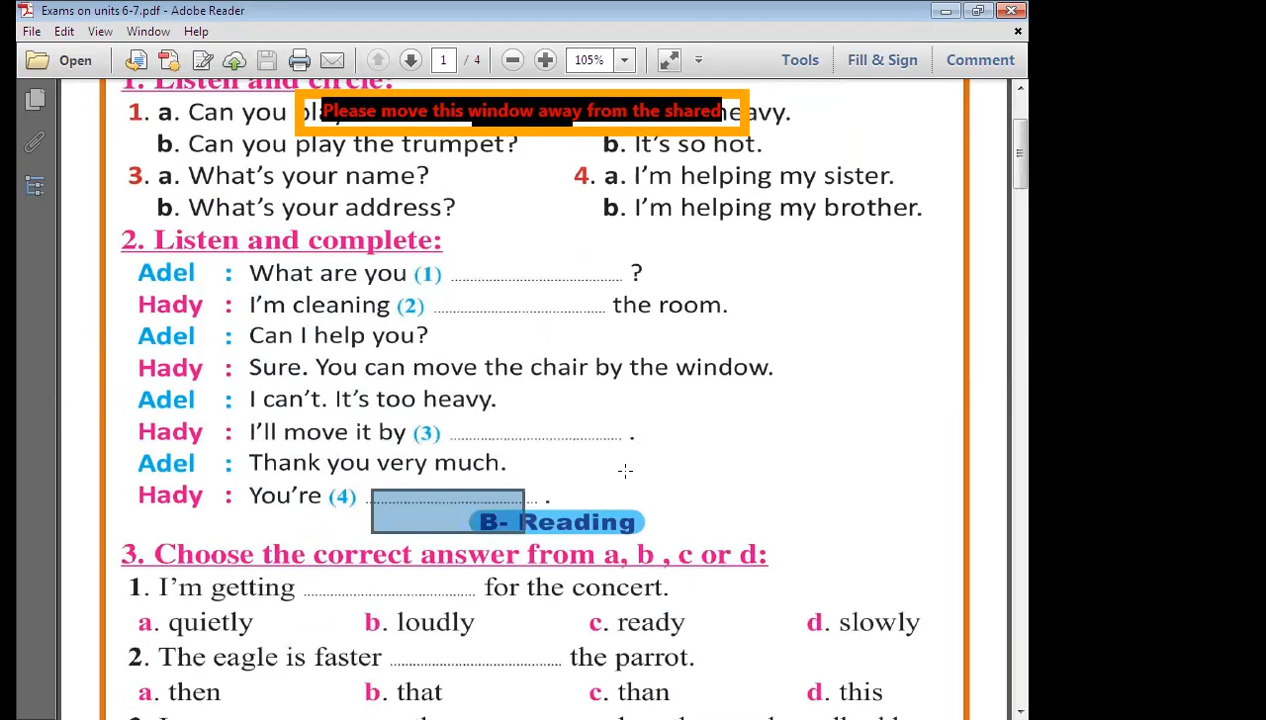 Exams on units 6-7.pdf - Adobe Reader
File Edit View Window Help
Open 1 / 4 105% Tools Fill & Sign Comment
1. Listen and circle:
Please move this window away from the shared
1. a. Can you heavy.
b. Can you play the trumpet? b. It's so hot.
3. a. What's your name? 4. a. I'm helping my sister.
b. What's your address? b. I'm helping my brother.
2. Listen and complete:
Adel : What are you (1) ........................ ?
Hady : I'm cleaning (2) ........................ the room.
Adel : Can I help you?
Hady : Sure. You can move the chair by the window.
Adel : I can't. It's too heavy.
Hady : I'll move it by (3) ........................ .
Adel : Thank you very much.
Hady : You're (4) ........................ .
B- Reading
3. Choose the correct answer from a, b , c or d:
1. I'm getting ........................ for the concert.
a. quietly b. loudly c. ready d. slowly
2. The eagle is faster ........................ the parrot.
a. then b. that c. than d. this